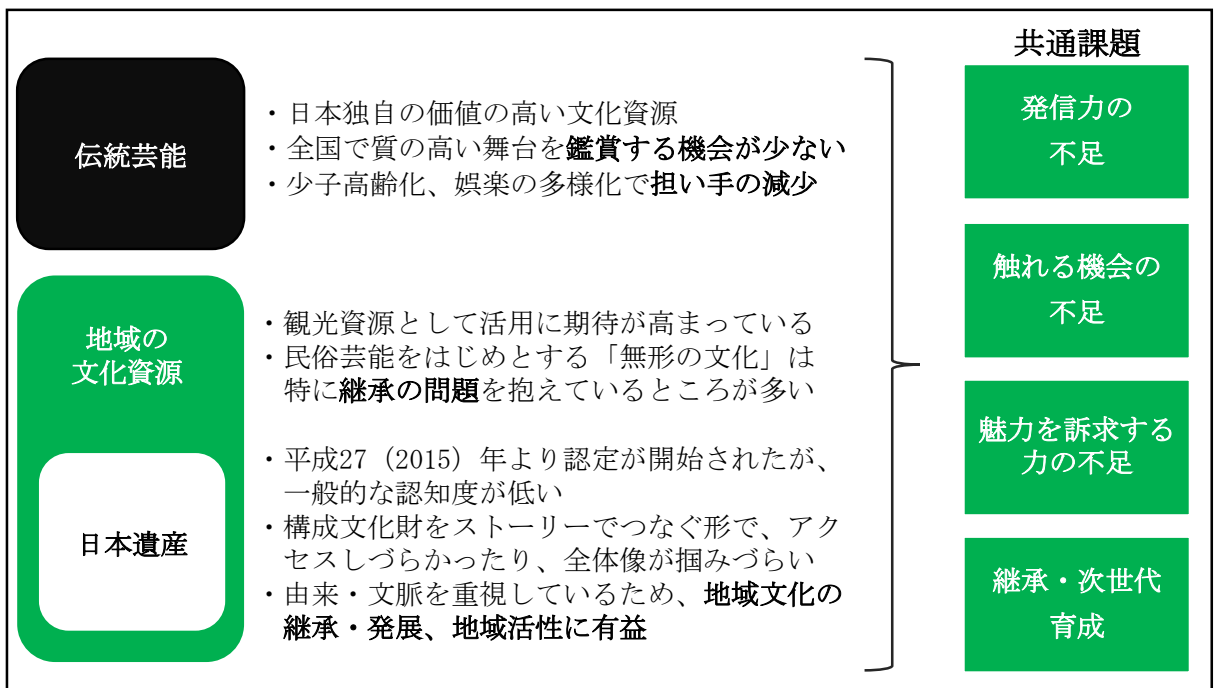 伝統芸能
・日本独自の価値の高い文化資源
・全国で質の高い舞台を鑑賞する機会が少ない
・少子高齢化、娯楽の多様化で担い手の減少
地域の
文化資源
・観光資源として活用に期待が高まっている
・民俗芸能をはじめとする「無形の文化」は
特に継承の問題を抱えているところが多い
日本遺産
・平成27（2015）年より認定が開始されたが、
一般的な認知度が低い
・構成文化財をストーリーでつなぐ形で、アク
セスしづらかったり、全体像が掴みづらい
・由来・文脈を重視しているため、地域文化の
継承・発展、地域活性に有益
共通課題
発信力の
不足
触れる機会の
不足
魅力を訴求する
力の不足
継承・次世代
育成